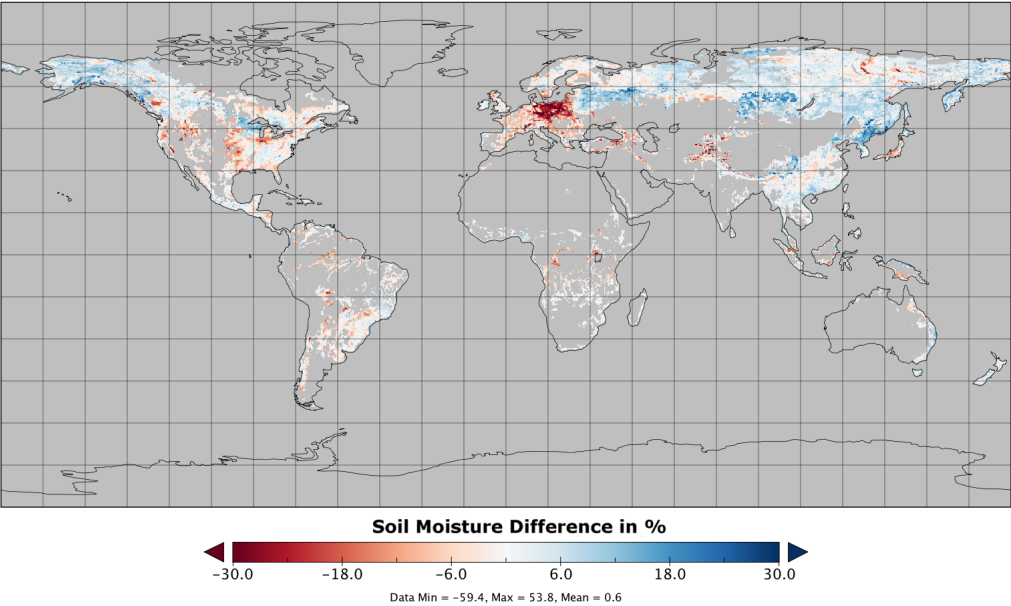 Soil Moisture Difference in %
−30.0 −18.0 −6.0 6.0 18.0 30.0
Data Min = −59.4, Max = 53.8, Mean = 0.6